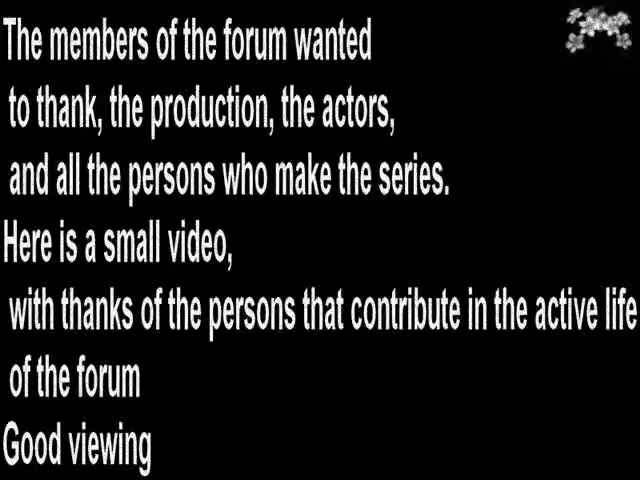 The members of the forum wanted
to thank, the production, the actors,
and all the persons who make the series.
Here is a small video,
with thanks of the persons that contribute in the active life
of the forum
Good viewing